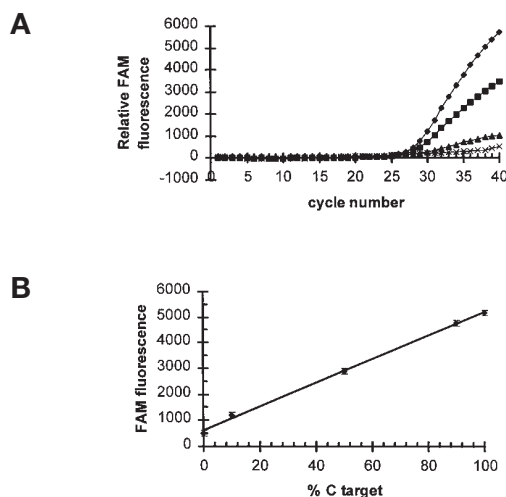 A
Relative FAM
fluorescence
6000
5000
4000
3000
2000
1000
0
-1000
0 5 10 15 20 25 30 35 40
cycle number
B
FAM fluorescence
6000
5000
4000
3000
2000
1000
0
0 20 40 60 80 100
% C target